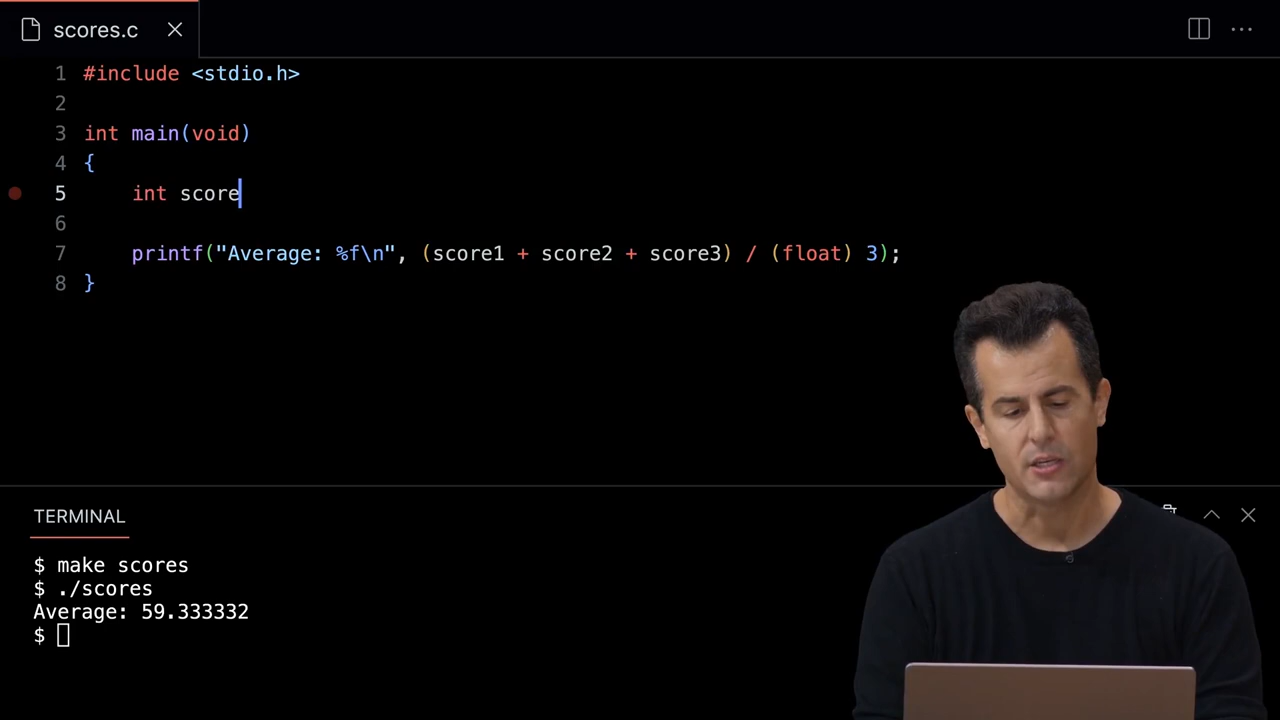 scores.c
1 #include <stdio.h>
2
3 int main(void)
4 {
5     int score
6
7     printf("Average: %f\n", (score1 + score2 + score3) / (float) 3);
8 }
TERMINAL
$ make scores
$ ./scores
Average: 59.333332
$